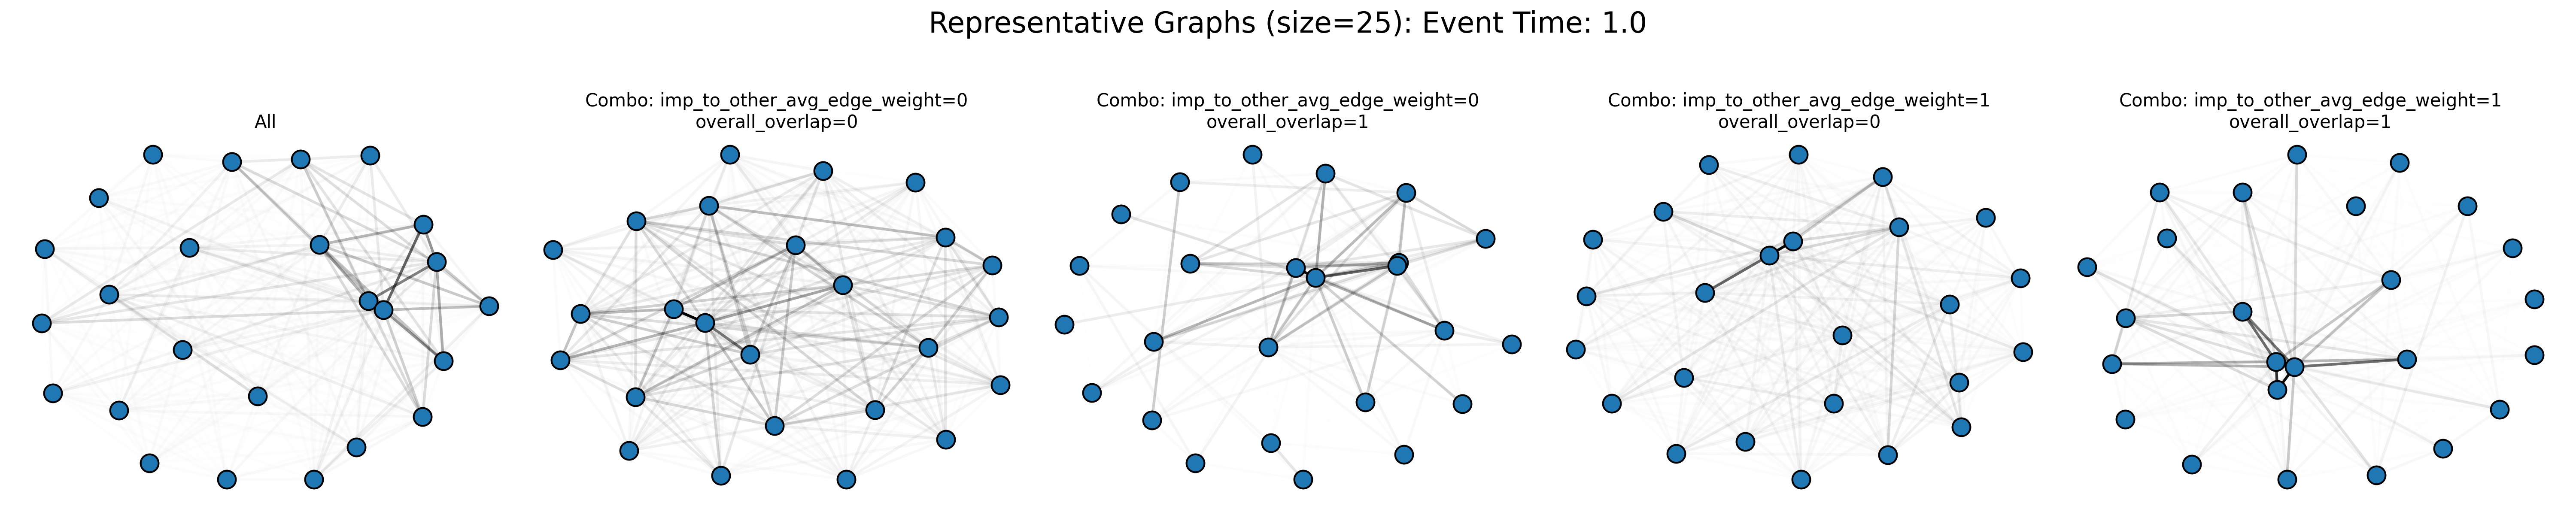 Representative Graphs (size=25): Event Time: 1.0
All
Combo: imp_to_other_avg_edge_weight=0
overall_overlap=0
Combo: imp_to_other_avg_edge_weight=0
overall_overlap=1
Combo: imp_to_other_avg_edge_weight=1
overall_overlap=0
Combo: imp_to_other_avg_edge_weight=1
overall_overlap=1